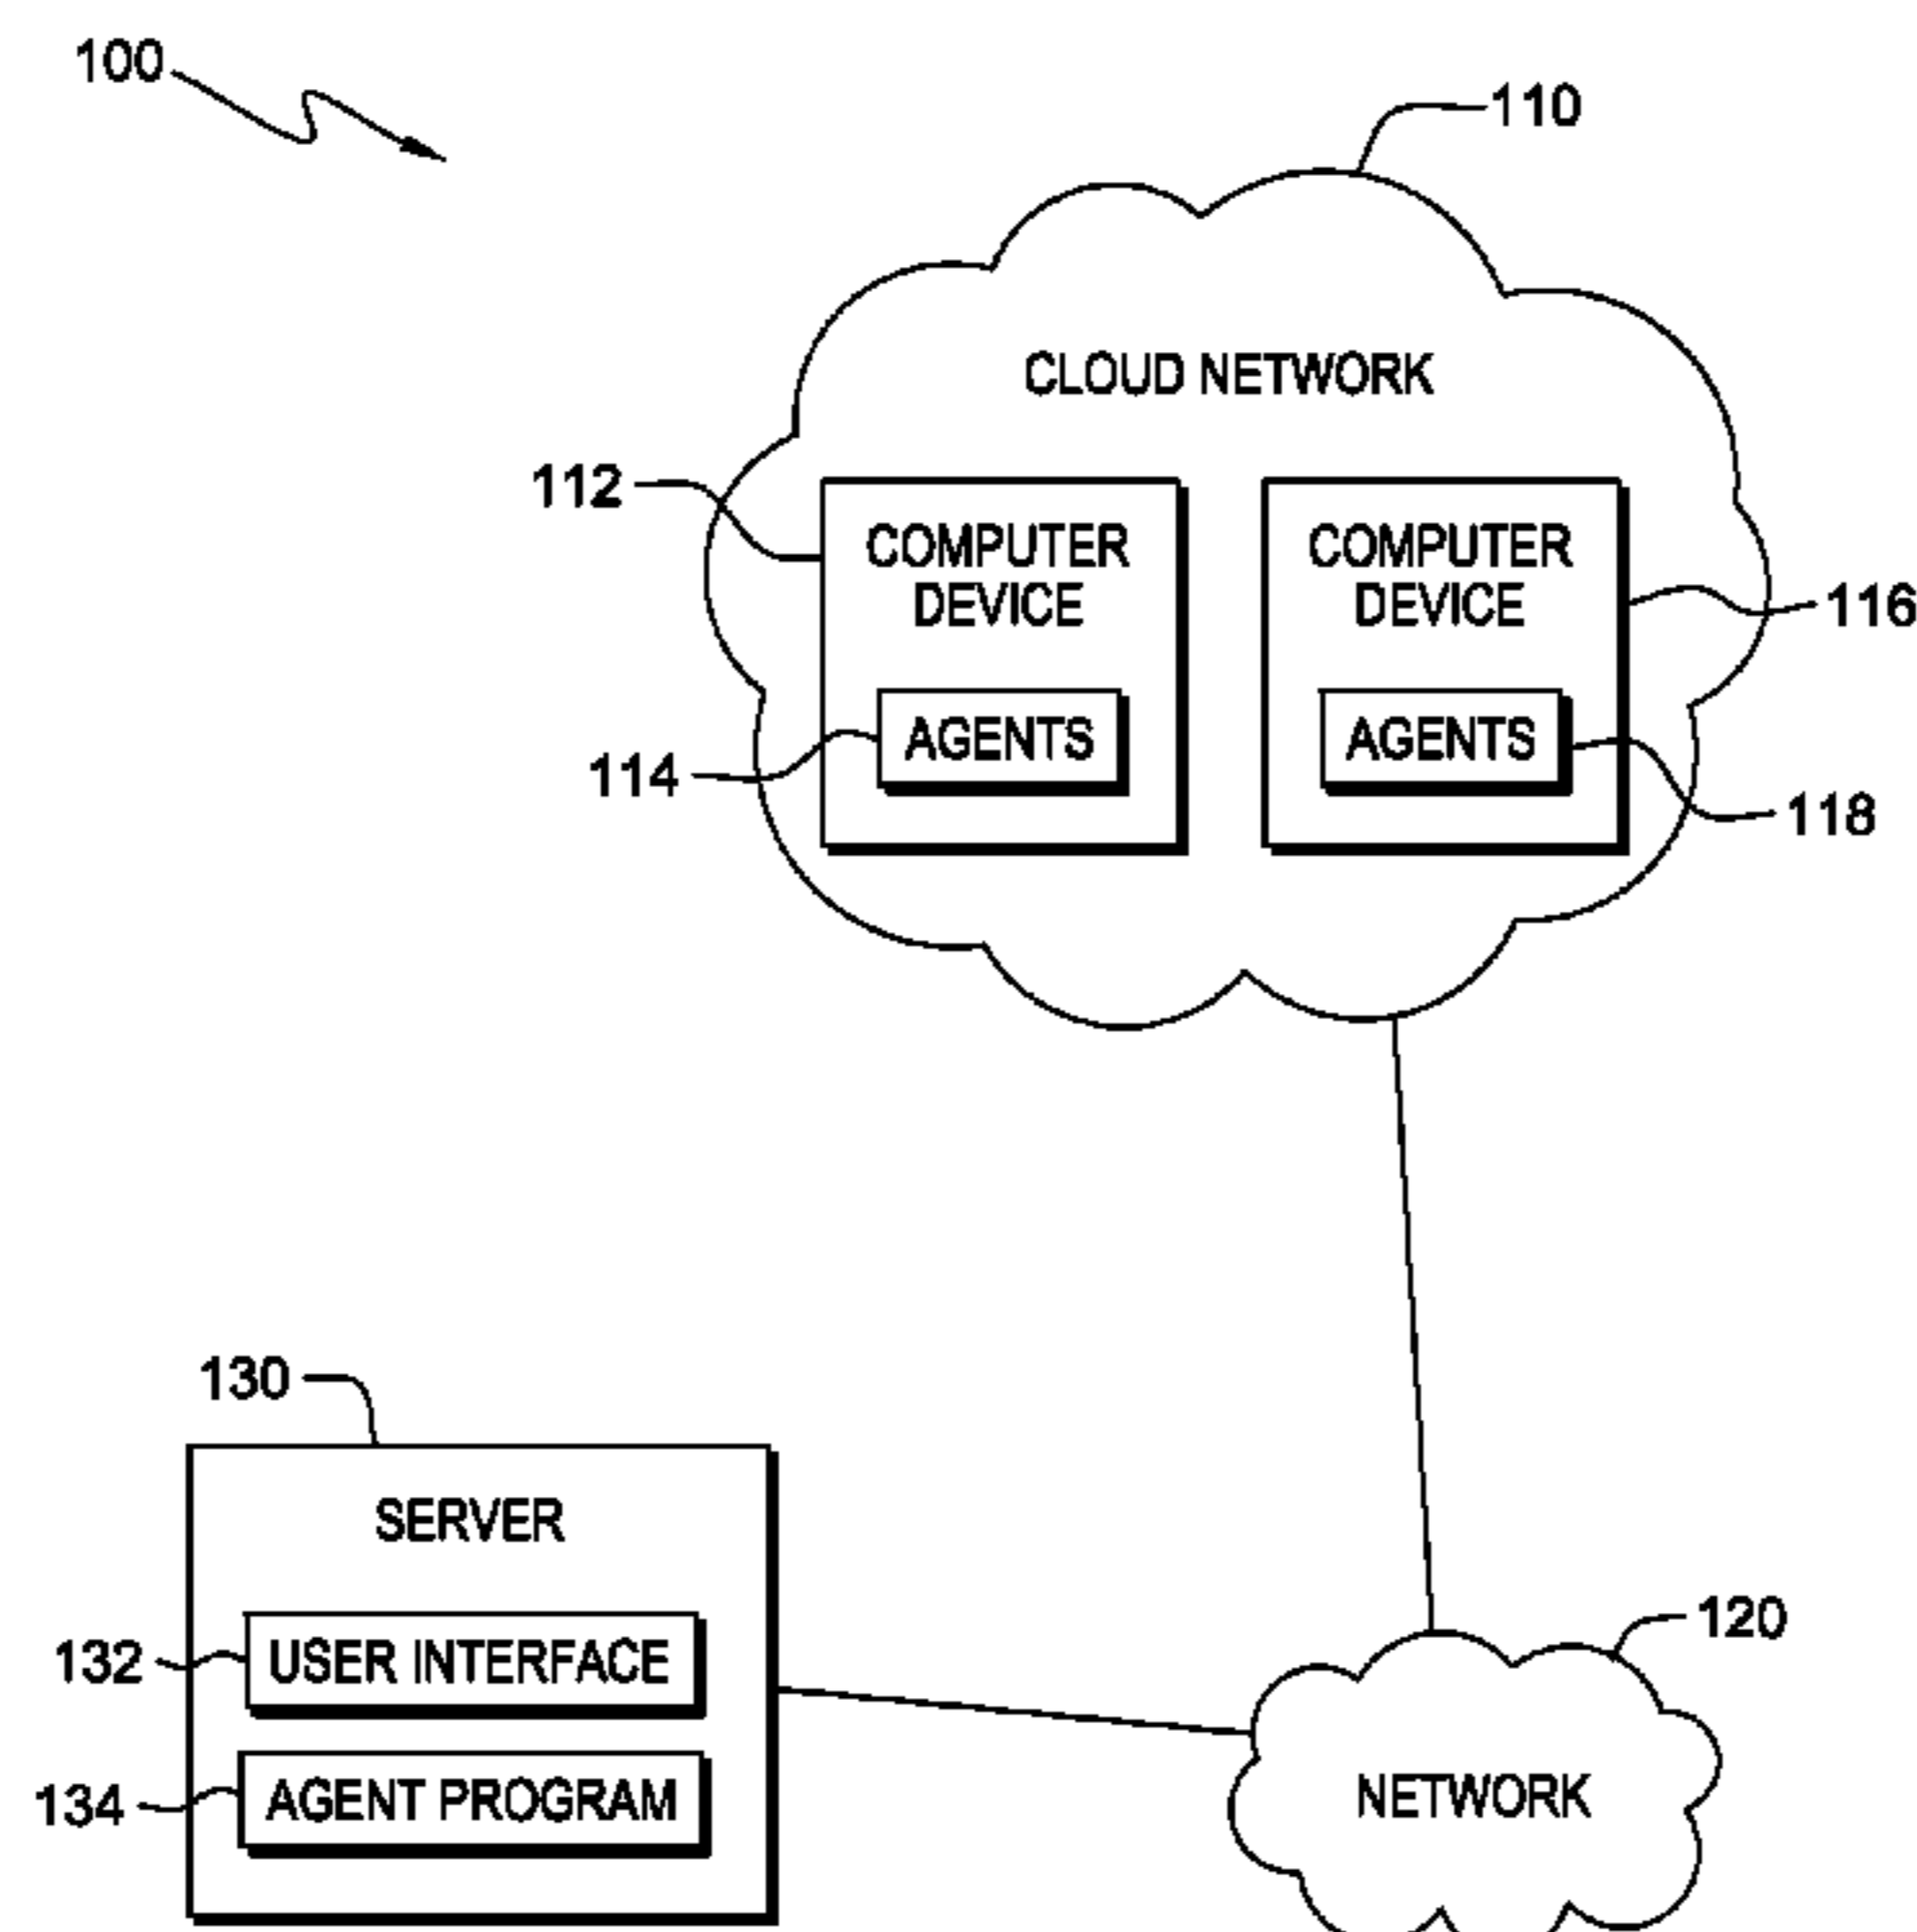 100
110
CLOUD NETWORK
112
COMPUTER
DEVICE
COMPUTER
DEVICE
116
AGENTS
AGENTS
114
118
130
SERVER
120
132
USER INTERFACE
134
AGENT PROGRAM
NETWORK